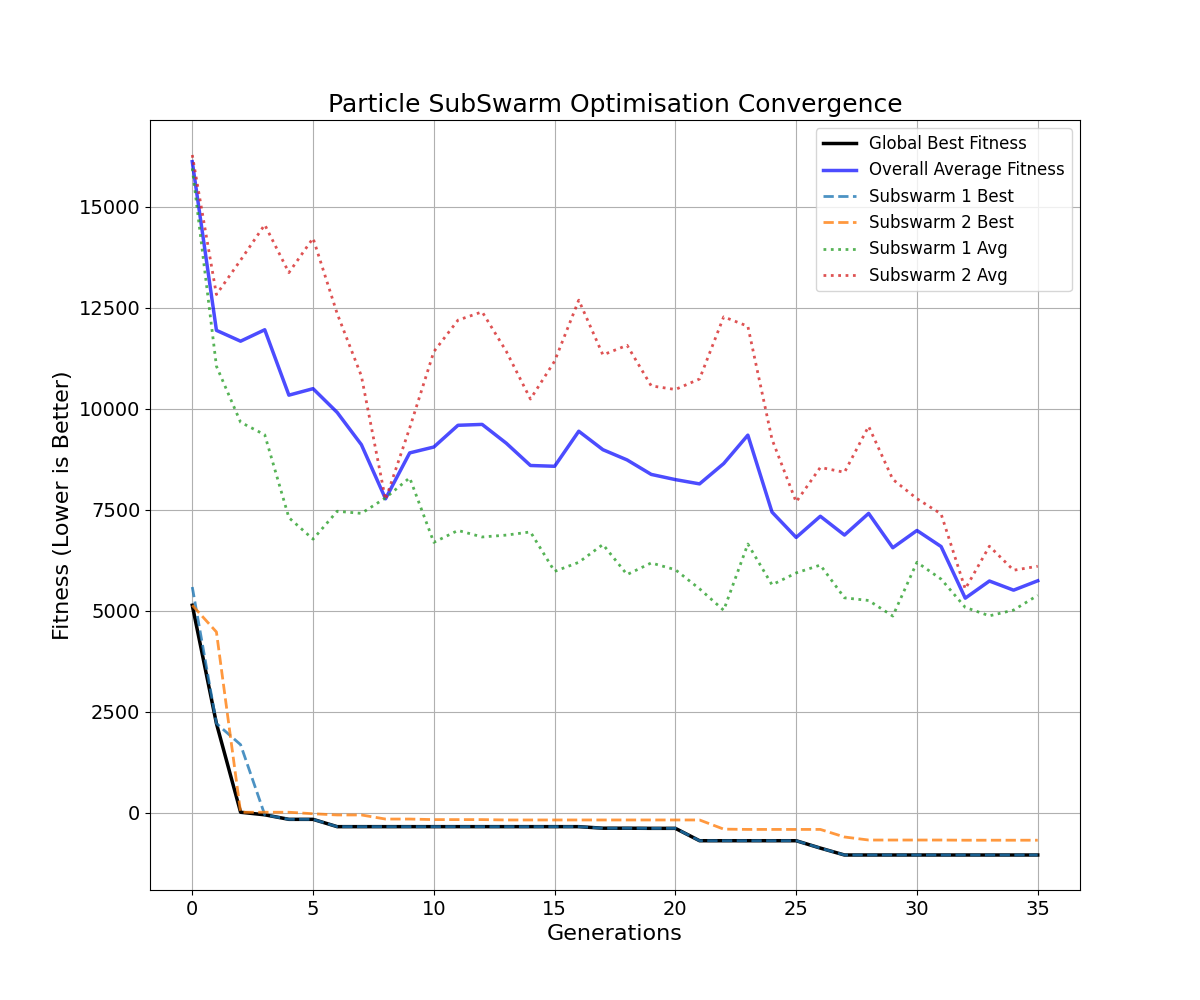 Particle SubSwarm Optimisation Convergence
Global Best Fitness
Overall Average Fitness
Subswarm 1 Best
Subswarm 2 Best
Subswarm 1 Avg
Subswarm 2 Avg
Fitness (Lower is Better)
15000
12500
10000
7500
5000
2500
0
0 5 10 15 20 25 30 35
Generations